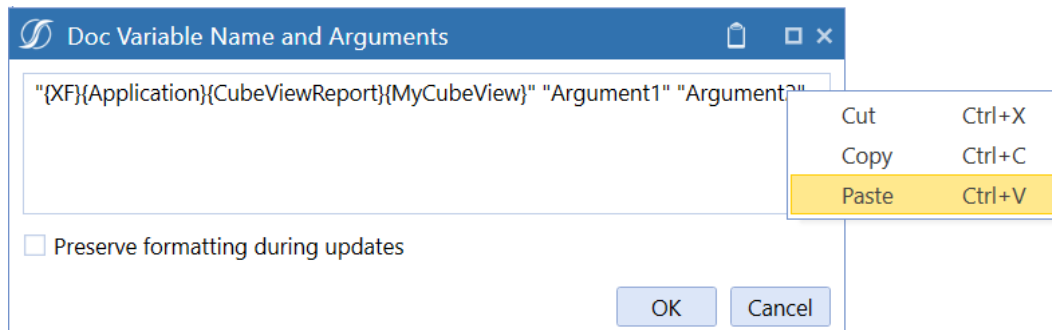 Doc Variable Name and Arguments
"{XF}{Application}{CubeViewReport}{MyCubeView}" "Argument1" "Argument2"
Cut Ctrl+X
Copy Ctrl+C
Paste Ctrl+V
Preserve formatting during updates
OK Cancel